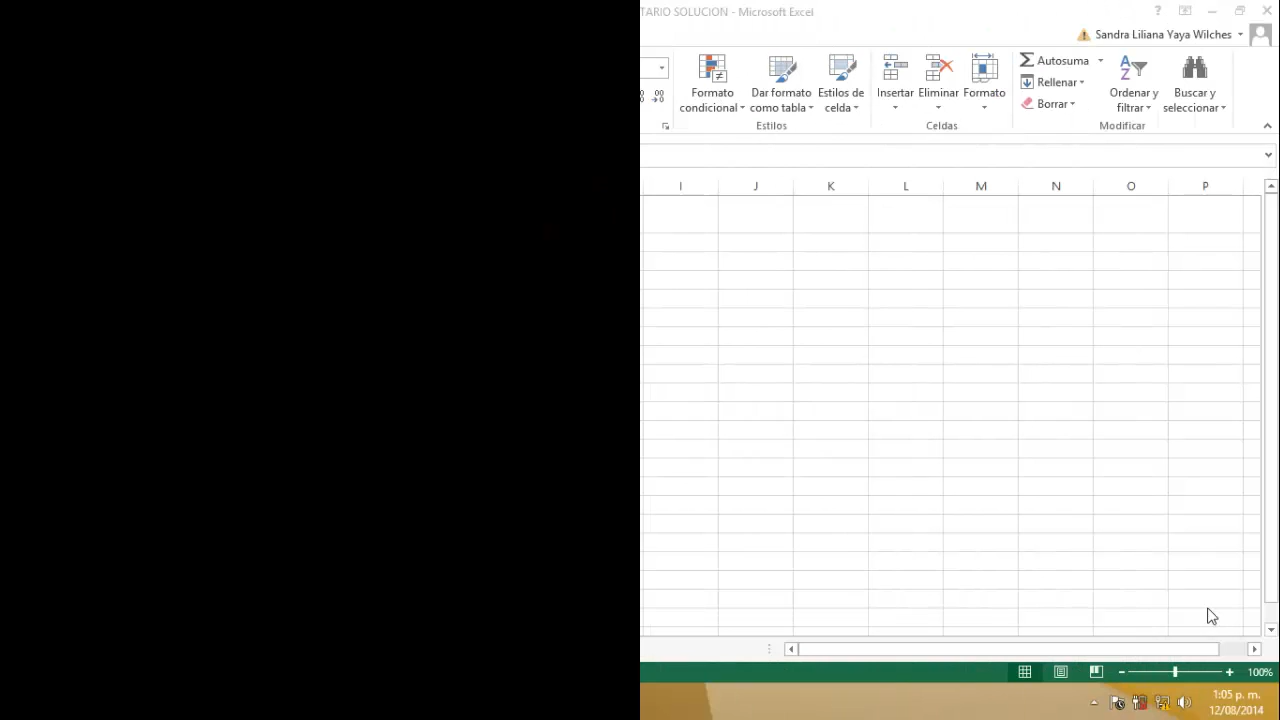 TARIO SOLUCION - Microsoft Excel
Sandra Liliana Yaya Wilches
Formato condicional
Dar formato como tabla
Estilos de celda
Insertar
Eliminar
Formato
Autosuma
Rellenar
Borrar
Ordenar y filtrar
Buscar y seleccionar
Estilos
Celdas
Modificar
I J K L M N O P
100%
1:05 p. m.
12/08/2014